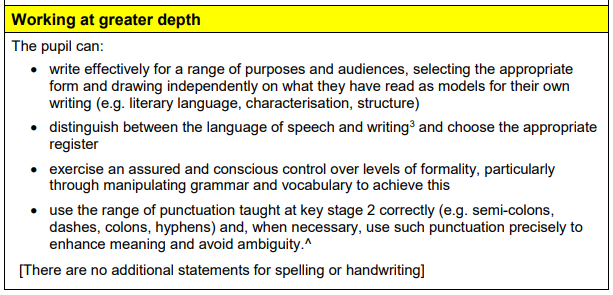 Working at greater depth
The pupil can:
• write effectively for a range of purposes and audiences, selecting the appropriate
form and drawing independently on what they have read as models for their own
writing (e.g. literary language, characterisation, structure)
• distinguish between the language of speech and writing³ and choose the appropriate
register
• exercise an assured and conscious control over levels of formality, particularly
through manipulating grammar and vocabulary to achieve this
• use the range of punctuation taught at key stage 2 correctly (e.g. semi-colons,
dashes, colons, hyphens) and, when necessary, use such punctuation precisely to
enhance meaning and avoid ambiguity.^
[There are no additional statements for spelling or handwriting]